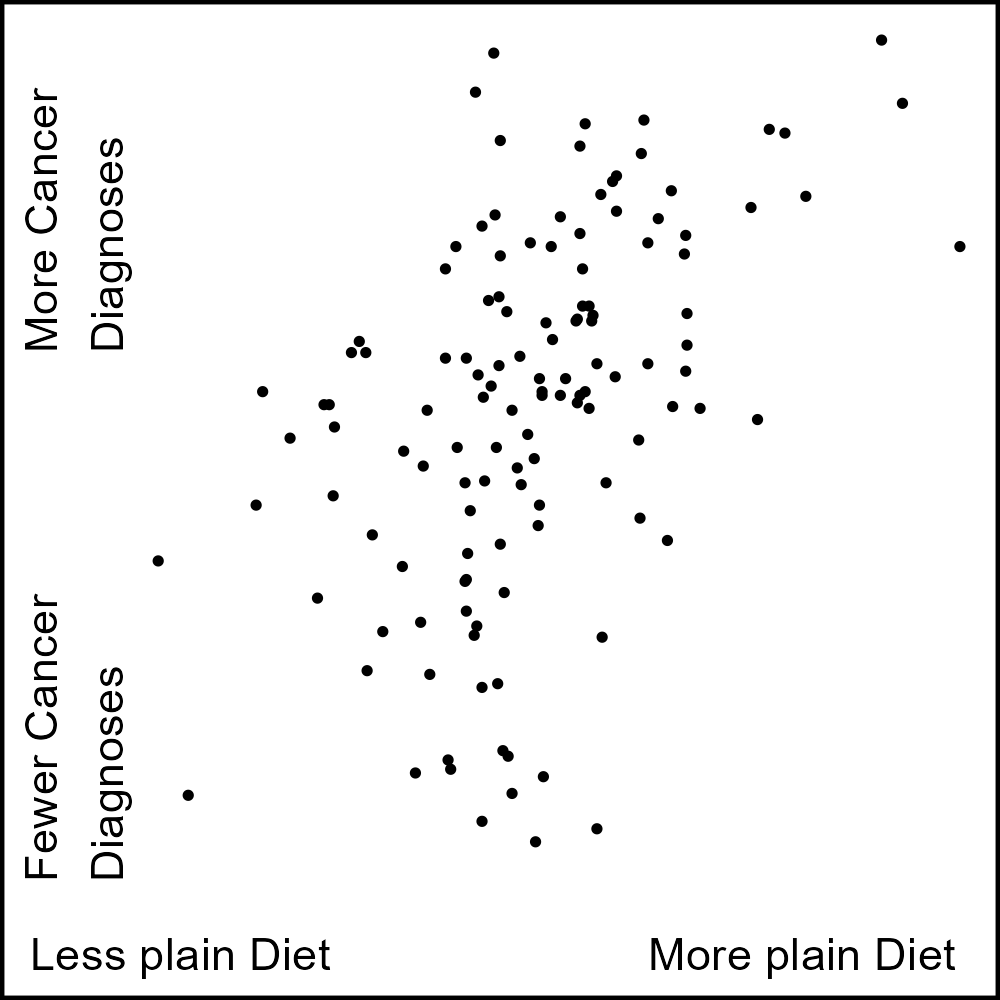 More Cancer
Diagnoses
Fewer Cancer
Diagnoses
Less plain Diet
More plain Diet